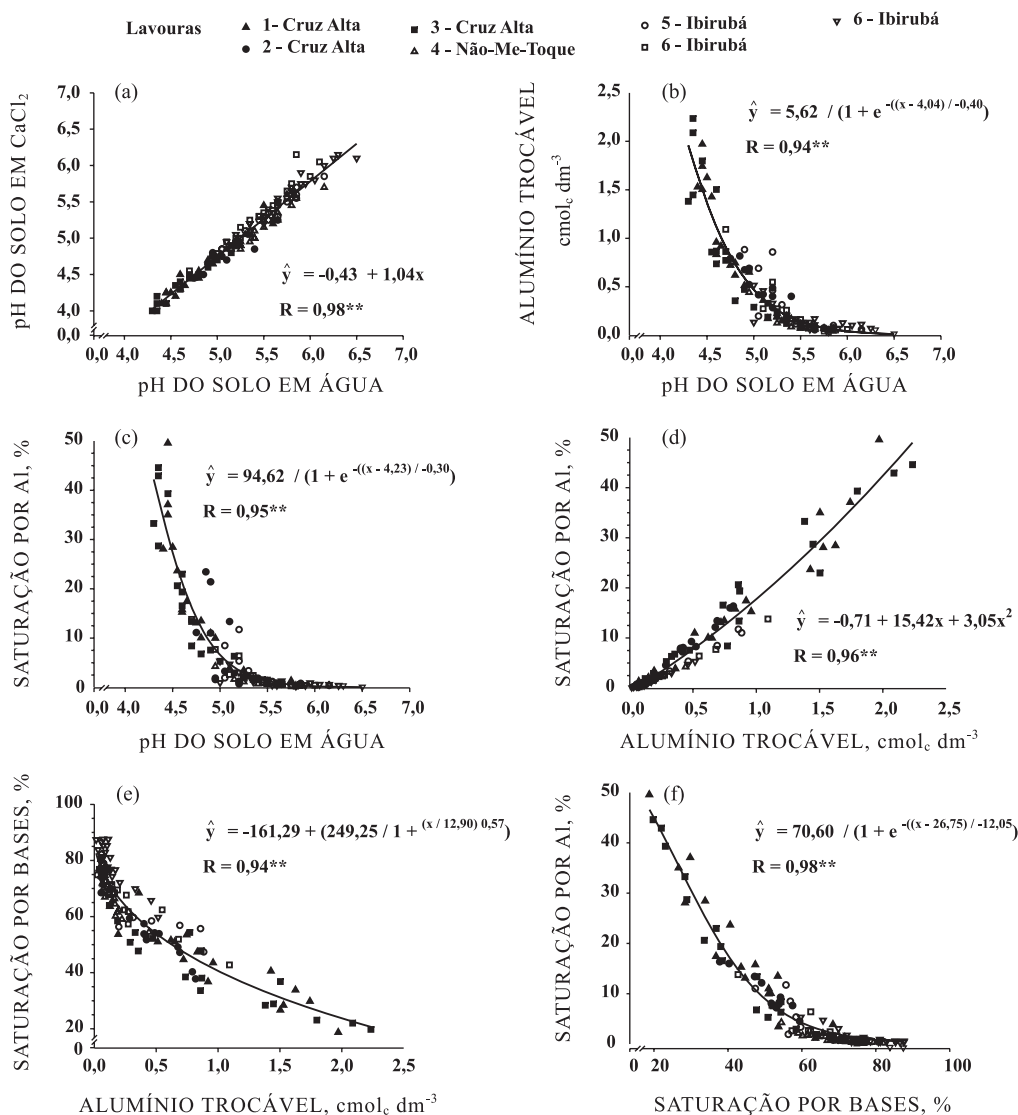 Lavouras
▲ 1- Cruz Alta
● 2 - Cruz Alta
■ 3 - Cruz Alta
▵ 4 - Não-Me-Toque
○ 5 - Ibirubá
□ 6 - Ibirubá
▿ 6 - Ibirubá
(a)
pH DO SOLO EM CaCl₂
7,0
6,5
6,0
5,5
5,0
4,5
4,0
0,0
ŷ = -0,43 + 1,04x
R = 0,98**
0,0 4,0 4,5 5,0 5,5 6,0 6,5 7,0
pH DO SOLO EM ÁGUA
(b)
ALUMÍNIO TROCÁVEL
cmol_c dm⁻³
2,5
2,0
1,5
1,0
0,5
0,0
ŷ = 5,62 / (1 + e^-((x - 4,04) / -0,40))
R = 0,94**
0,0 4,0 4,5 5,0 5,5 6,0 6,5 7,0
pH DO SOLO EM ÁGUA
(c)
SATURAÇÃO POR Al, %
50
40
30
20
10
0
ŷ = 94,62 / (1 + e^-((x - 4,23) / -0,30))
R = 0,95**
0,0 4,0 4,5 5,0 5,5 6,0 6,5 7,0
pH DO SOLO EM ÁGUA
(d)
SATURAÇÃO POR Al, %
50
40
30
20
10
0
ŷ = -0,71 + 15,42x + 3,05x²
R = 0,96**
0,0 0,5 1,0 1,5 2,0 2,5
ALUMÍNIO TROCÁVEL, cmol_c dm⁻³
(e)
SATURAÇÃO POR BASES, %
100
80
60
40
20
0
ŷ = -161,29 + (249,25 / 1 + ^(x / 12,90) 0,57)
R = 0,94**
0,0 0,5 1,0 1,5 2,0 2,5
ALUMÍNIO TROCÁVEL, cmol_c dm⁻³
(f)
SATURAÇÃO POR Al, %
50
40
30
20
10
0
ŷ = 70,60 / (1 + e^-((x - 26,75) / -12,05)
R = 0,98**
0 20 40 60 80 100
SATURAÇÃO POR BASES, %